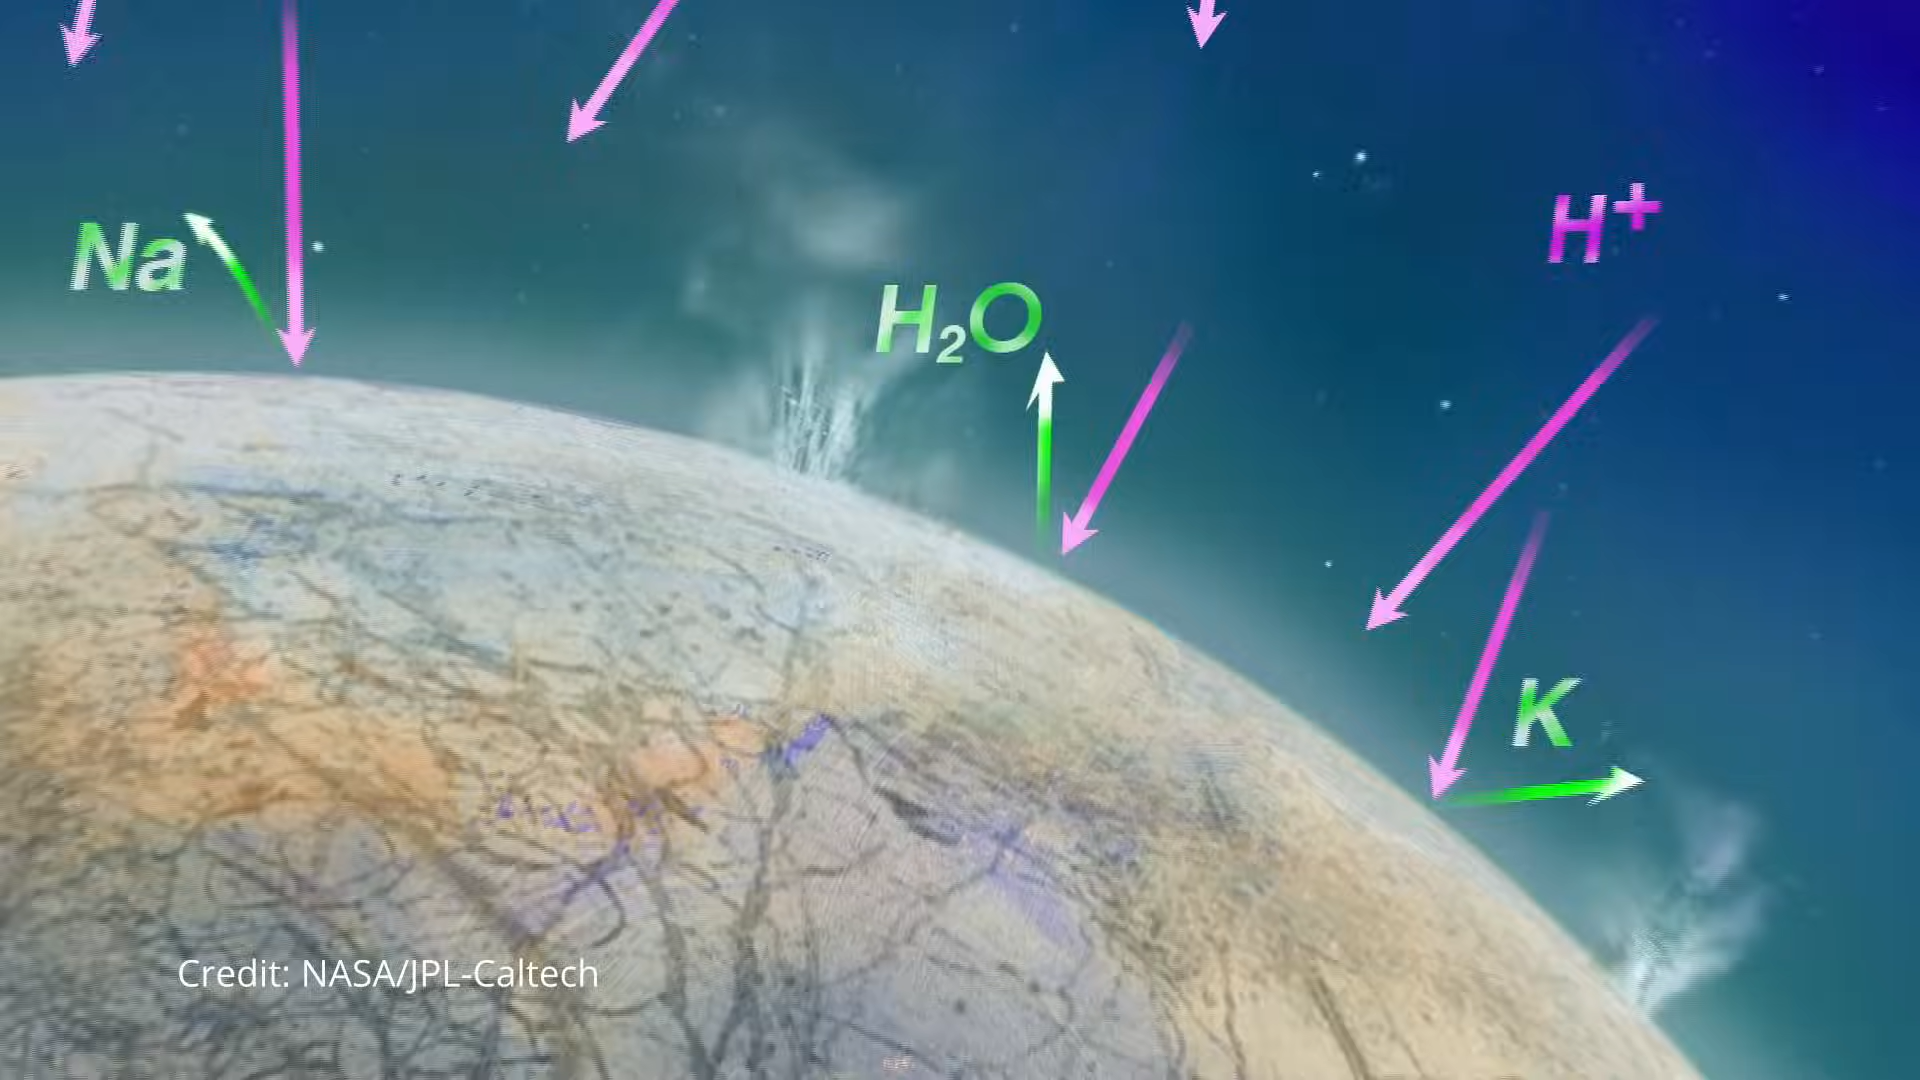 H⁺
Na
H₂O
K
Credit: NASA/JPL-Caltech